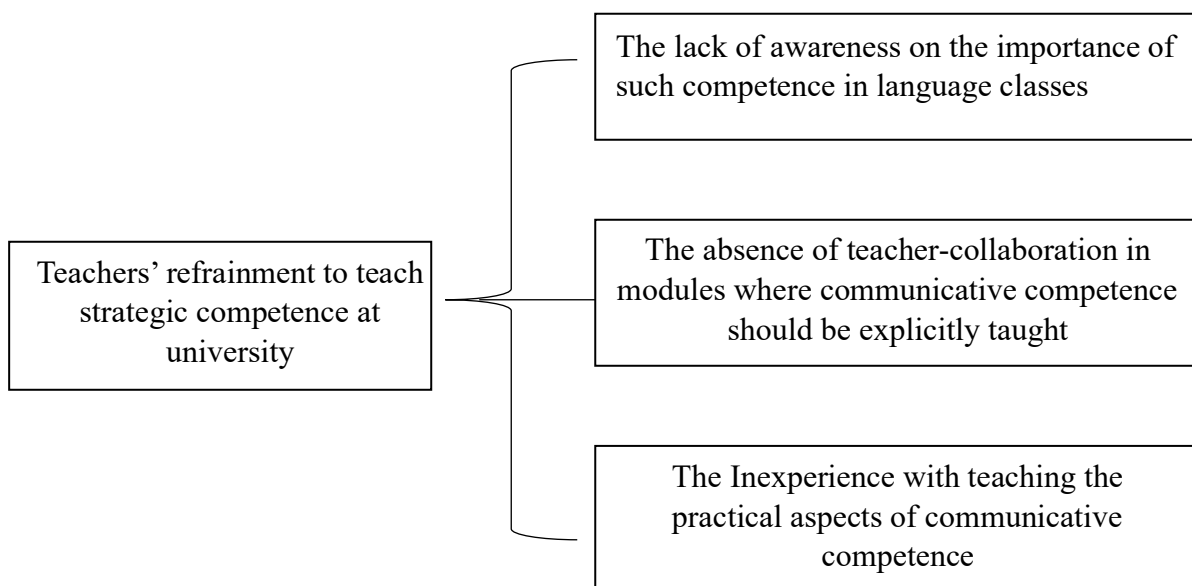 The lack of awareness on the importance of
such competence in language classes
Teachers’ refrainment to teach
strategic competence at
university
The absence of teacher-collaboration in
modules where communicative competence
should be explicitly taught
The Inexperience with teaching the
practical aspects of communicative
competence